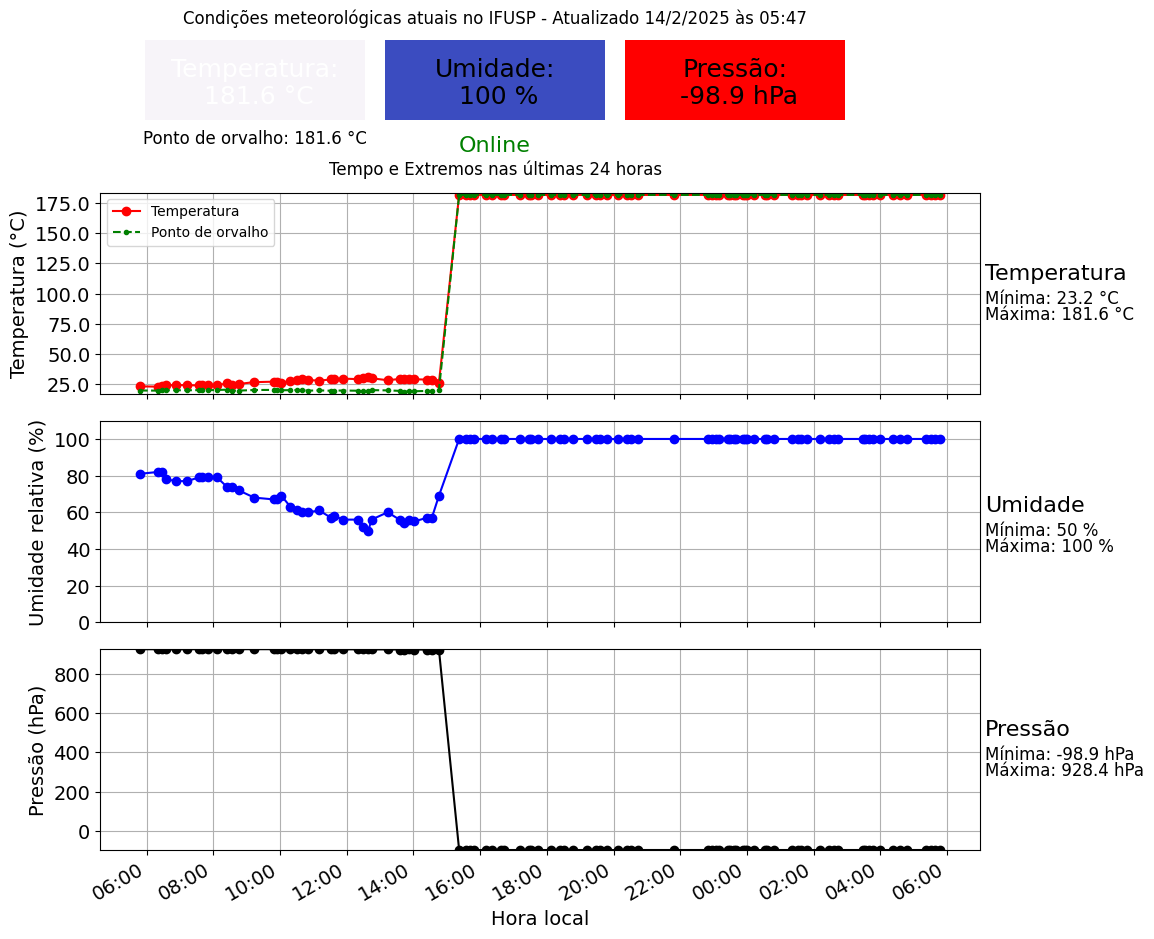 Condições meteorológicas atuais no IFUSP - Atualizado 14/2/2025 às 05:47
Temperatura:
181.6 °C
Umidade:
100 %
Pressão:
-98.9 hPa
Ponto de orvalho: 181.6 °C
Online
Tempo e Extremos nas últimas 24 horas
Temperatura (°C)
175.0
150.0
125.0
100.0
75.0
50.0
25.0
Temperatura
Ponto de orvalho
Temperatura
Mínima: 23.2 °C
Máxima: 181.6 °C
Umidade relativa (%)
100
80
60
40
20
0
Umidade
Mínima: 50 %
Máxima: 100 %
Pressão (hPa)
800
600
400
200
0
Pressão
Mínima: -98.9 hPa
Máxima: 928.4 hPa
06:00 08:00 10:00 12:00 14:00 16:00 18:00 20:00 22:00 00:00 02:00 04:00 06:00
Hora local